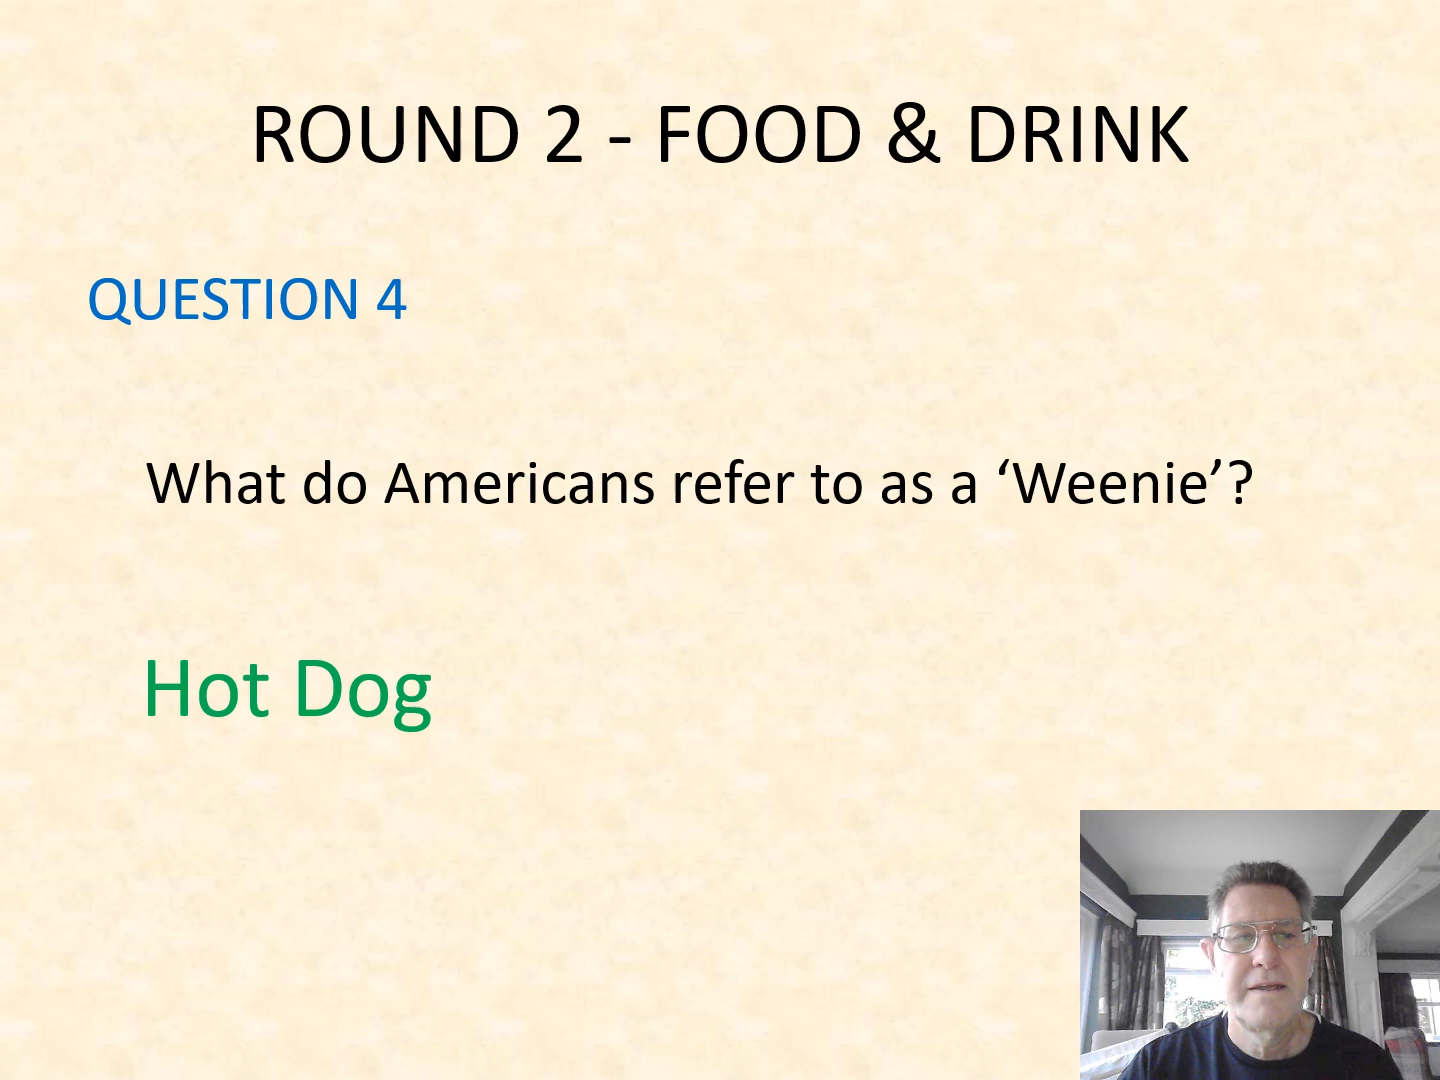 ROUND 2 - FOOD & DRINK
QUESTION 4
What do Americans refer to as a ‘Weenie’?
Hot Dog